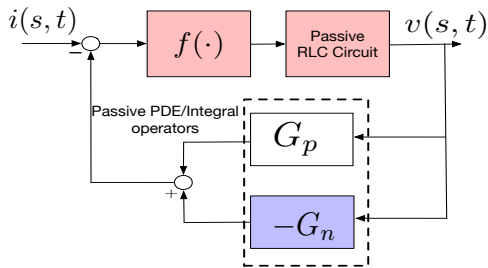 i(s, t)
−
f(·)
Passive
RLC Circuit
v(s, t)
Passive PDE/Integral
operators
G_p
+
−G_n